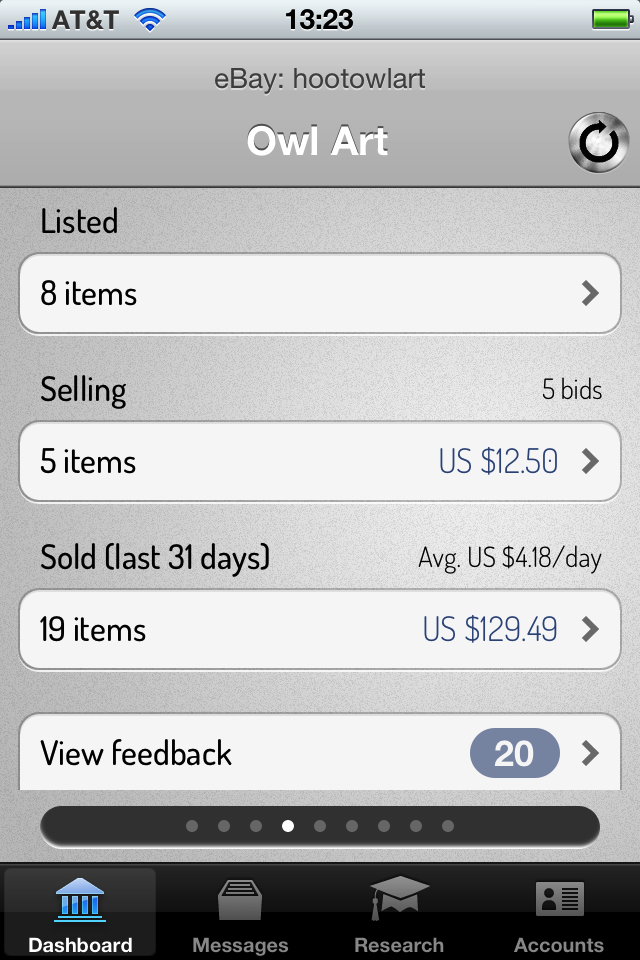 AT&T 13:23
eBay: hootowlart
Owl Art
Listed
8 items
Selling 5 bids
5 items US $12.50
Sold (last 31 days) Avg. US $4.18/day
19 items US $129.49
View feedback 20
Dashboard Messages Research Accounts